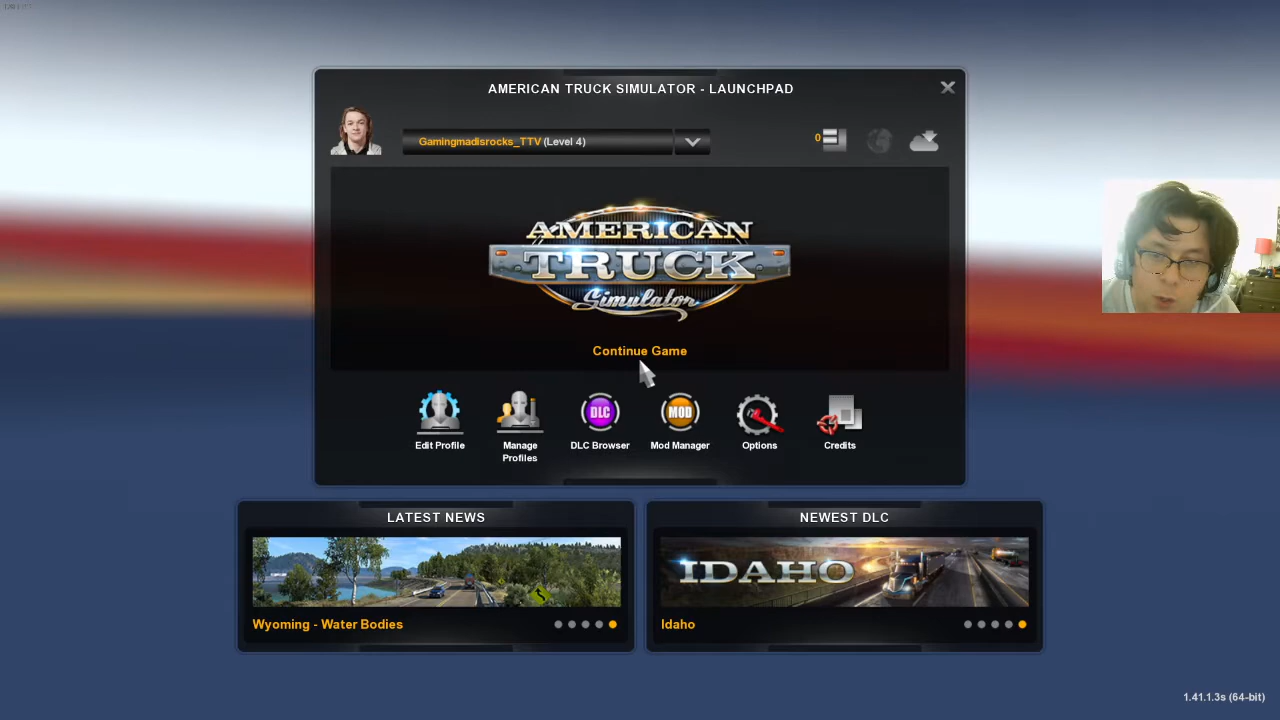 AMERICAN TRUCK SIMULATOR - LAUNCHPAD
Gamingmadisrocks_TTV (Level 4)
0
AMERICAN
TRUCK
Simulator
Continue Game
Edit Profile
Manage Profiles
DLC
DLC Browser
MOD
Mod Manager
Options
Credits
LATEST NEWS
Wyoming - Water Bodies
NEWEST DLC
IDAHO
Idaho
1.41.1.3s (64-bit)